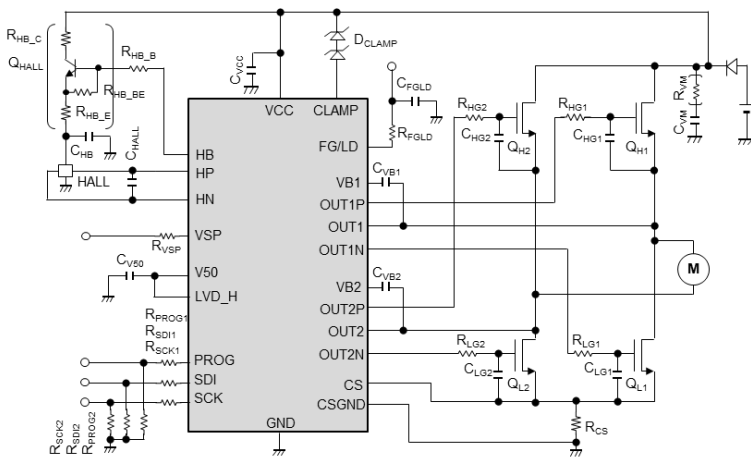 RHB_C
QHALL
RHB_B
RHB_BE
RHB_E
CHB
CHALL
HALL
CVCC
DCLAMP
VCC
CLAMP
CFGLD
RFGLD
FG/LD
HB
HP
HN
VSP
RVSP
V50
CV50
LVD_H
RPROG1
RSDI1
RSCK1
PROG
SDI
SCK
RSCK2
RSDI2
RPROG2
GND
VB1
CVB1
OUT1P
OUT1
OUT1N
VB2
CVB2
OUT2P
OUT2
OUT2N
CS
CSGND
RHG2
CHG2
QH2
RHG1
CHG1
QH1
RVM
CVM
M
RLG2
CLG2
QL2
RLG1
CLG1
QL1
RCS